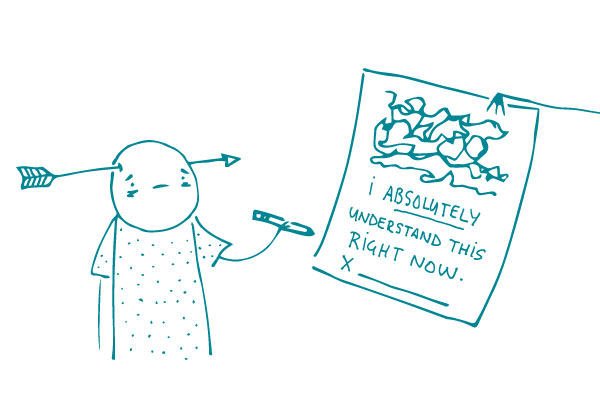 i ABSOLUTELY
UNDERSTAND THIS
RiGHT NOW.
X